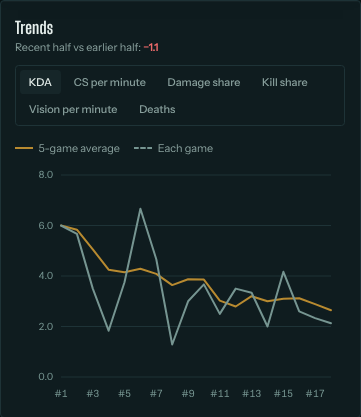 Trends
Recent half vs earlier half: −1.1
KDA CS per minute Damage share Kill share
Vision per minute Deaths
5-game average Each game
8.0
6.0
4.0
2.0
0.0
#1 #3 #5 #7 #9 #11 #13 #15 #17